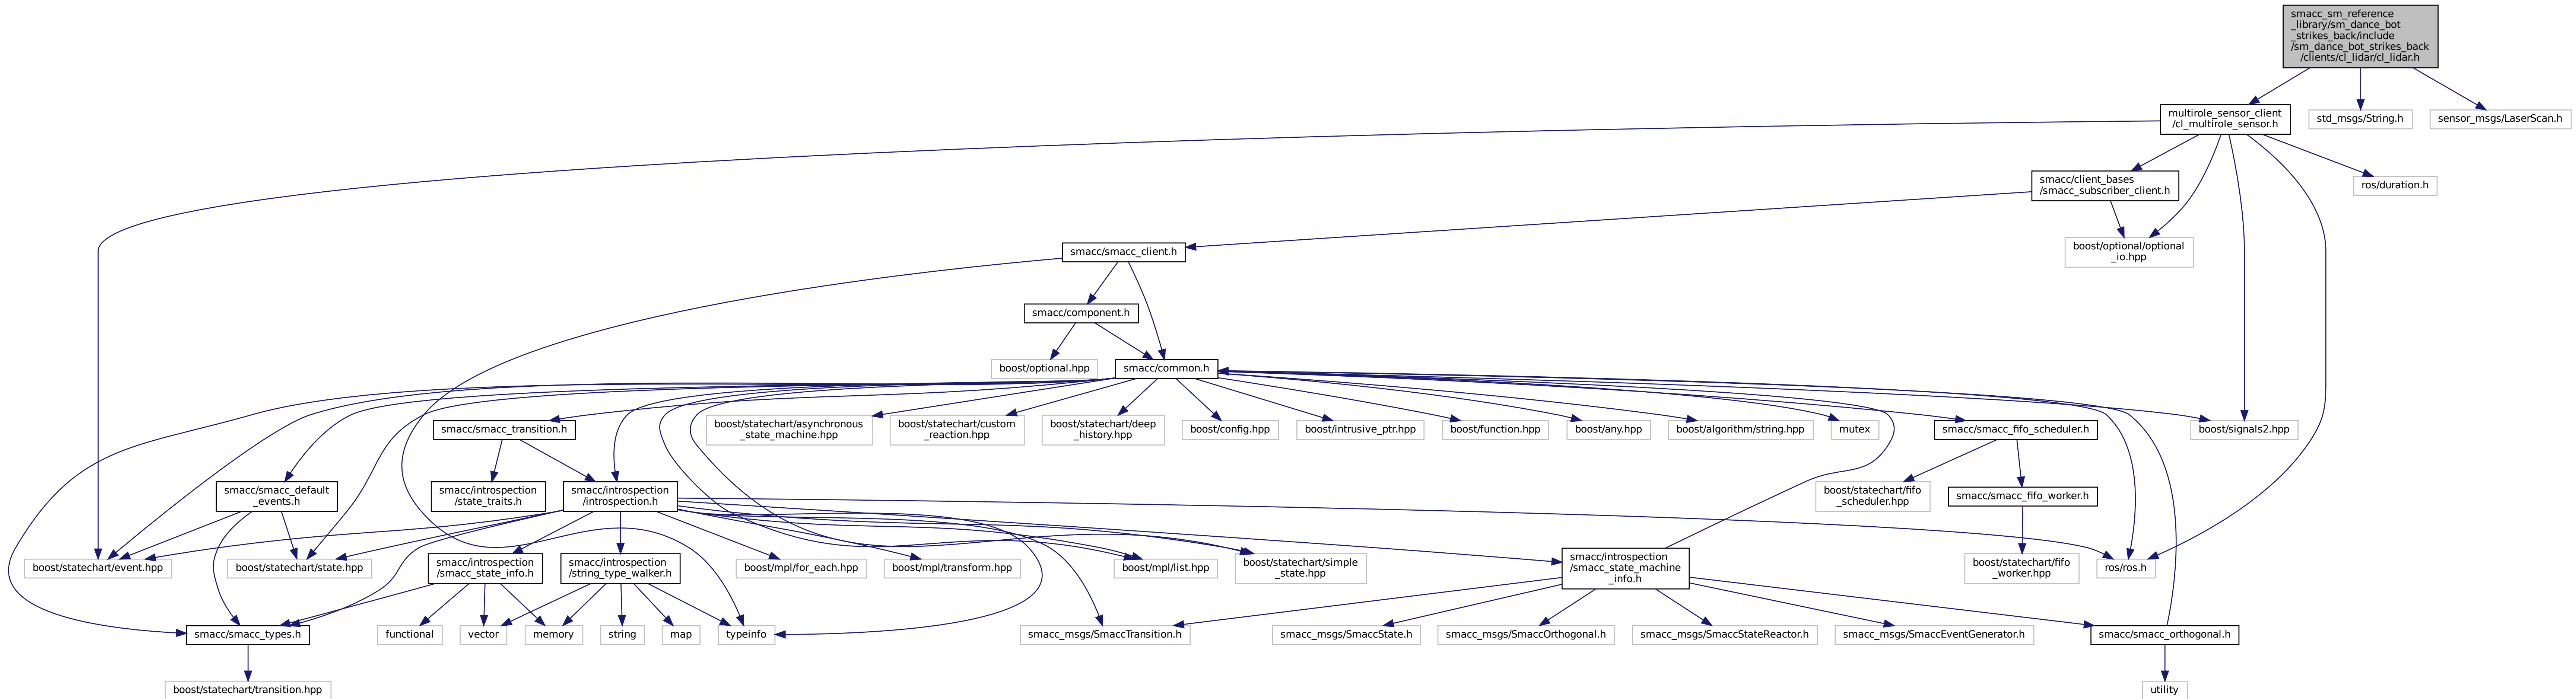 smacc_sm_reference
_library/sm_dance_bot
_strikes_back/include
/sm_dance_bot_strikes_back
/clients/cl_lidar/cl_lidar.h
multirole_sensor_client
/cl_multirole_sensor.h
std_msgs/String.h
sensor_msgs/LaserScan.h
smacc/client_bases
/smacc_subscriber_client.h
ros/duration.h
smacc/smacc_client.h
boost/optional/optional
_io.hpp
smacc/component.h
boost/optional.hpp
smacc/common.h
smacc/smacc_transition.h
boost/statechart/asynchronous
_state_machine.hpp
boost/statechart/custom
_reaction.hpp
boost/statechart/deep
_history.hpp
boost/config.hpp
boost/intrusive_ptr.hpp
boost/function.hpp
boost/any.hpp
boost/algorithm/string.hpp
mutex
smacc/smacc_fifo_scheduler.h
boost/signals2.hpp
smacc/smacc_default
_events.h
smacc/introspection
/state_traits.h
smacc/introspection
/introspection.h
boost/statechart/fifo
_scheduler.hpp
smacc/smacc_fifo_worker.h
boost/statechart/event.hpp
boost/statechart/state.hpp
smacc/introspection
/smacc_state_info.h
smacc/introspection
/string_type_walker.h
boost/mpl/for_each.hpp
boost/mpl/transform.hpp
boost/mpl/list.hpp
boost/statechart/simple
_state.hpp
smacc/introspection
/smacc_state_machine
_info.h
boost/statechart/fifo
_worker.hpp
ros/ros.h
smacc/smacc_types.h
functional
vector
memory
string
map
typeinfo
smacc_msgs/SmaccTransition.h
smacc_msgs/SmaccState.h
smacc_msgs/SmaccOrthogonal.h
smacc_msgs/SmaccStateReactor.h
smacc_msgs/SmaccEventGenerator.h
smacc/smacc_orthogonal.h
boost/statechart/transition.hpp
utility